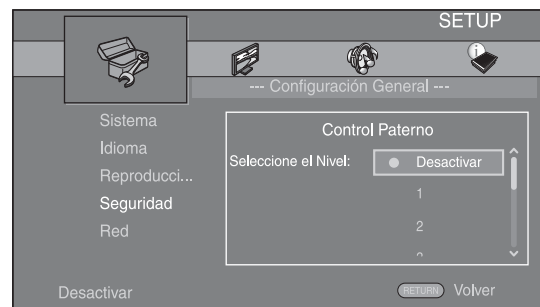 SETUP
--- Configuración General ---
Sistema
Idioma
Reproducci...
Seguridad
Red
Control Paterno
Seleccione el Nivel:
Desactivar
1
2
Desactivar
RETURN Volver